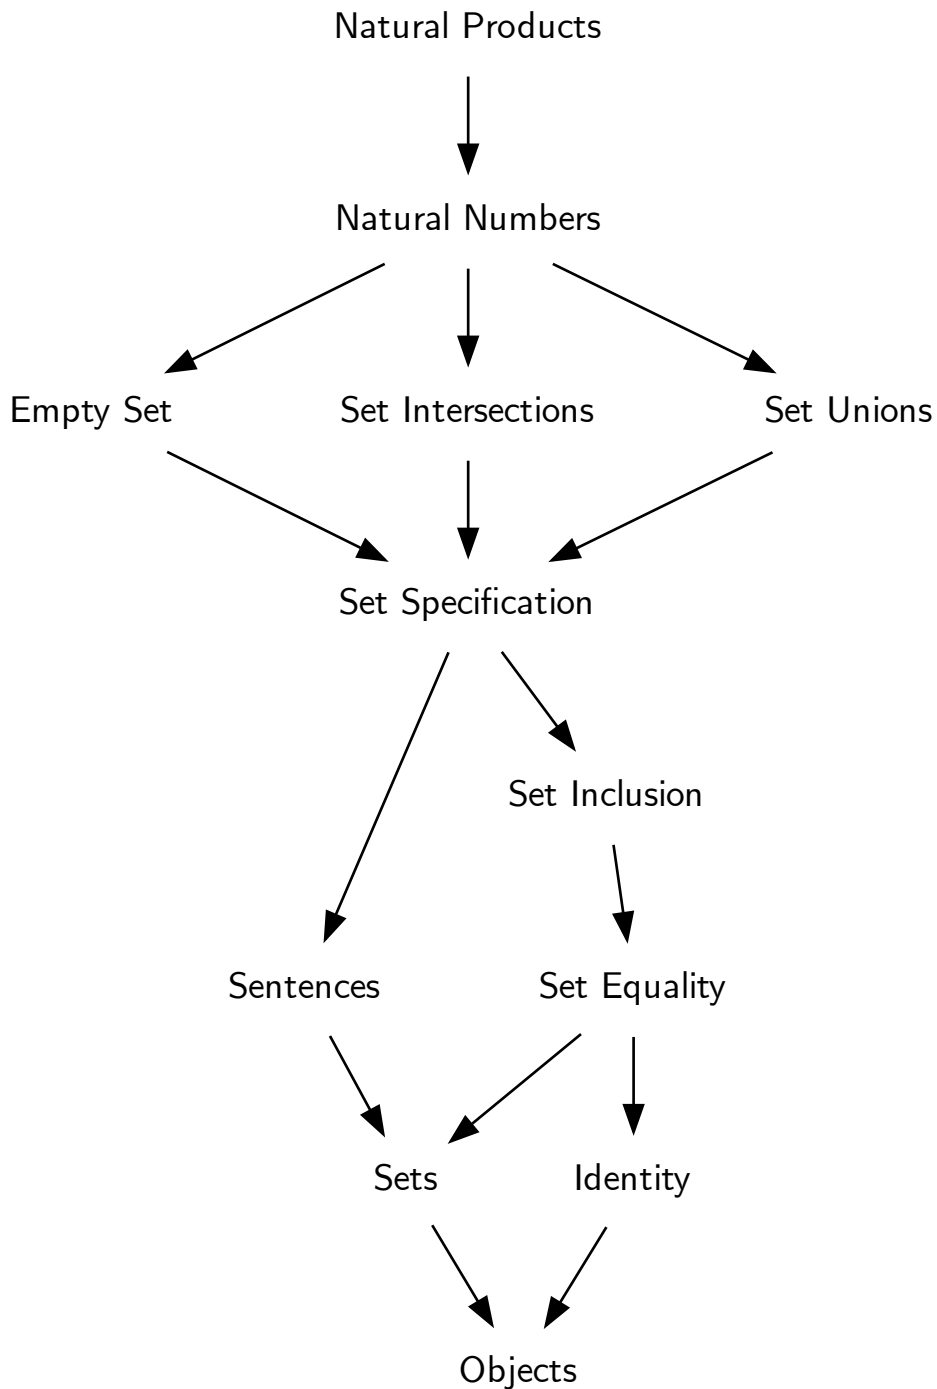 Natural Products
Natural Numbers
Empty Set
Set Intersections
Set Unions
Set Specification
Set Inclusion
Sentences
Set Equality
Sets
Identity
Objects